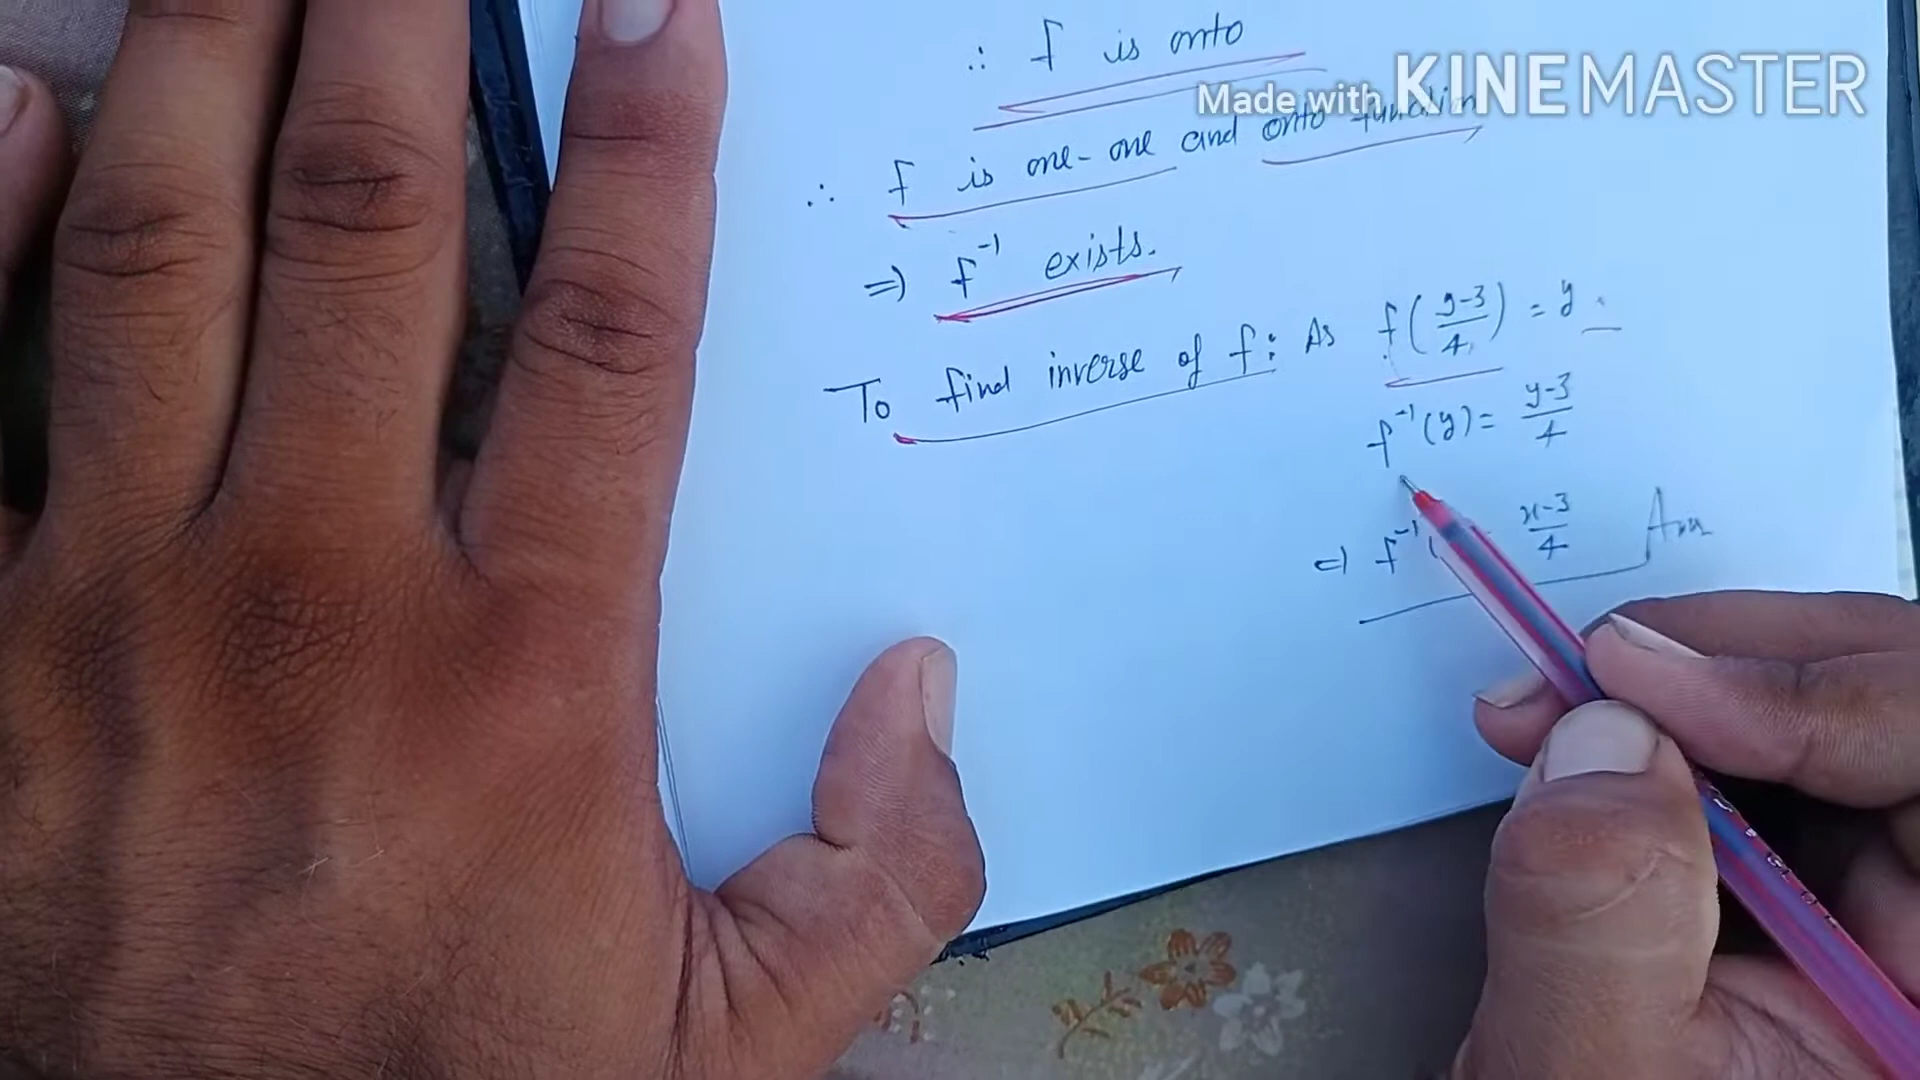 ∴ f is onto
Made with KINEMASTER
∴ f is one-one and onto function
⇒ f⁻¹ exists.
To find inverse of f: As f((y-3)/4) = y.
f⁻¹(y) = (y-3)/4
⇒ f⁻¹( (x-3)/4 Ans